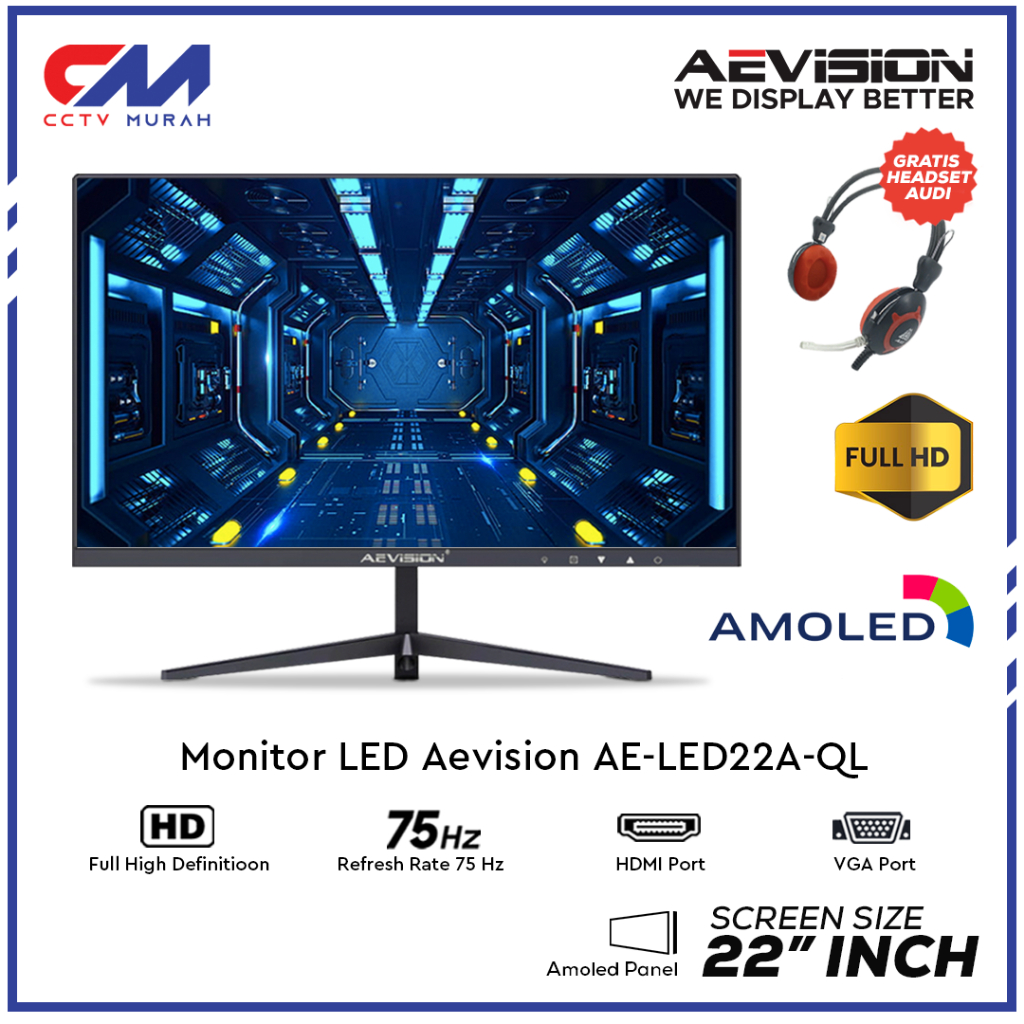 CM
CCTV MURAH
AEVISION
WE DISPLAY BETTER
GRATIS
HEADSET
AUDI
FULL HD
AEVISION®
AMOLED
Monitor LED Aevision AE-LED22A-QL
HD
Full High Definitioon
75Hz
Refresh Rate 75 Hz
HDMI Port
VGA Port
Amoled Panel
SCREEN SIZE
22” INCH